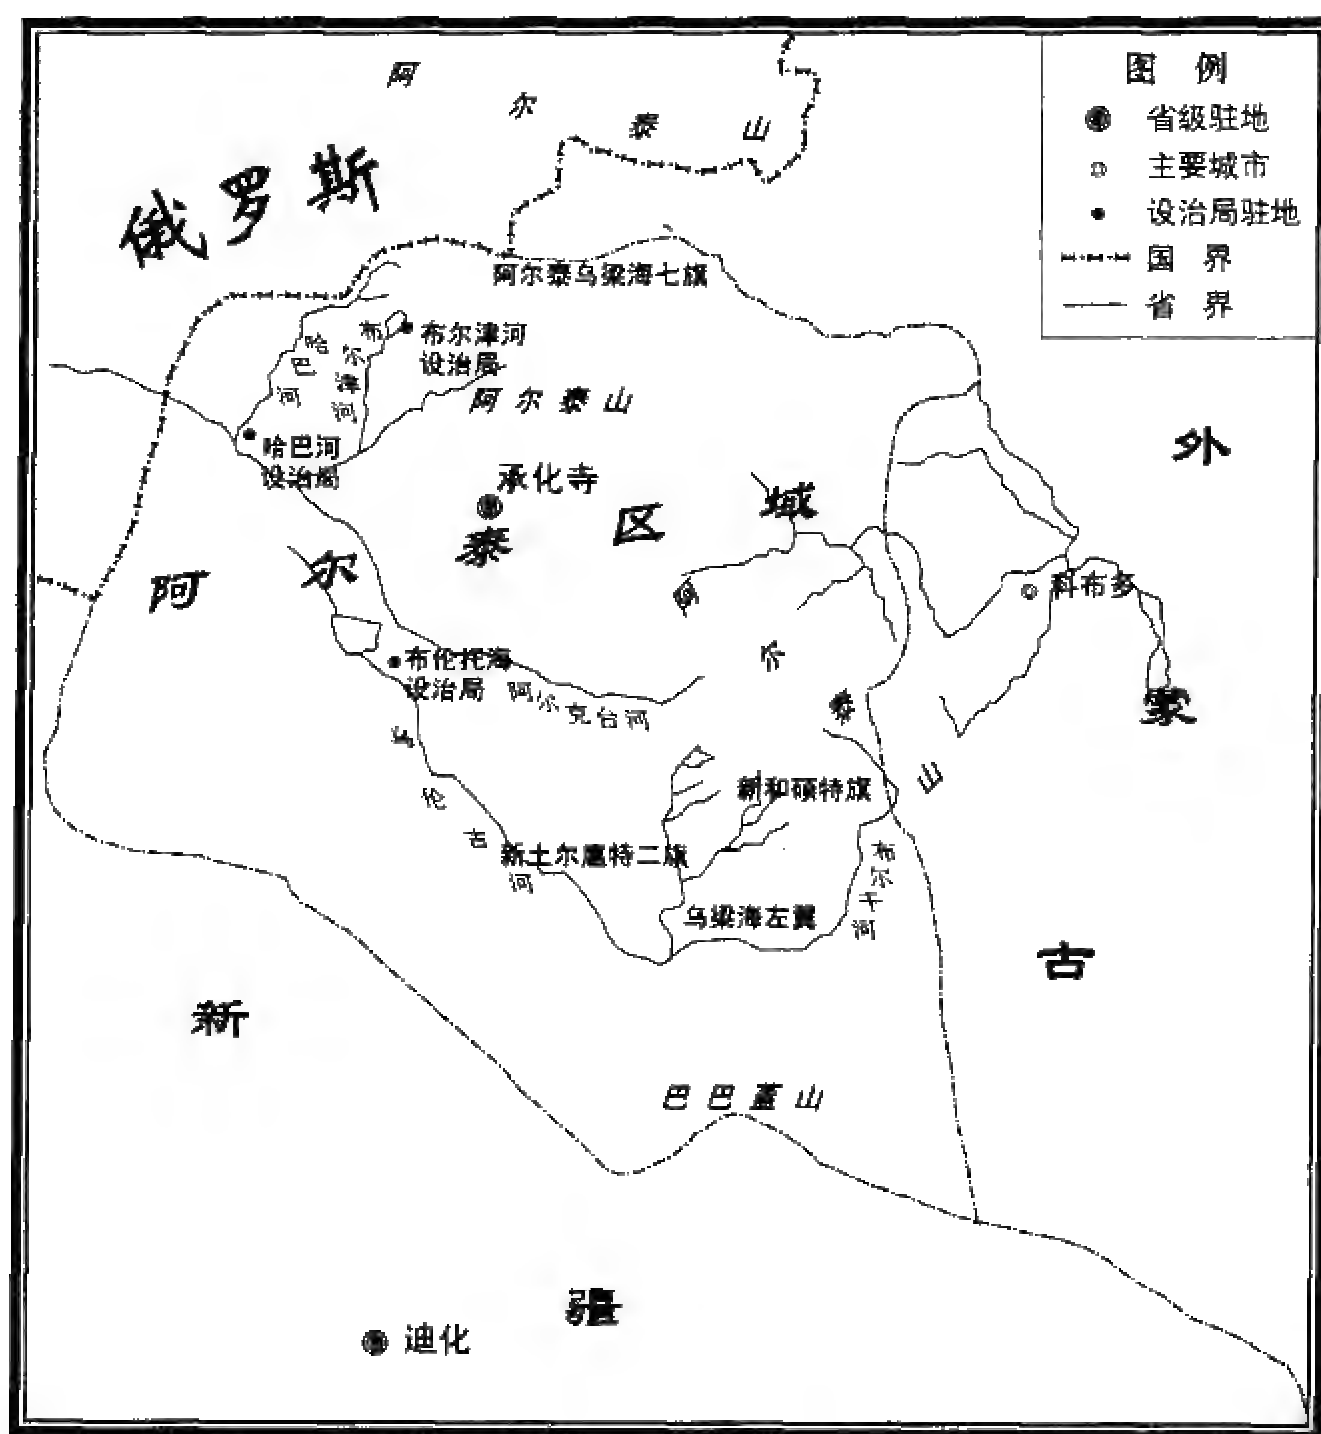 图 例
省级驻地
主要城市
设治局驻地
国 界
省 界
阿尔泰山
俄罗斯
阿尔泰乌梁海七旗
布尔津河
设治局
哈巴河
布尔津河
阿尔泰山
哈巴河
设治局
承化寺
阿尔泰区域
外蒙古
科布多
阿尔泰山
布伦托海
设治局
阿尔克台河
乌伦古河
新和硕特旗
新土尔扈特二旗
布尔干河
乌梁海左翼
巴巴盖山
新疆
迪化